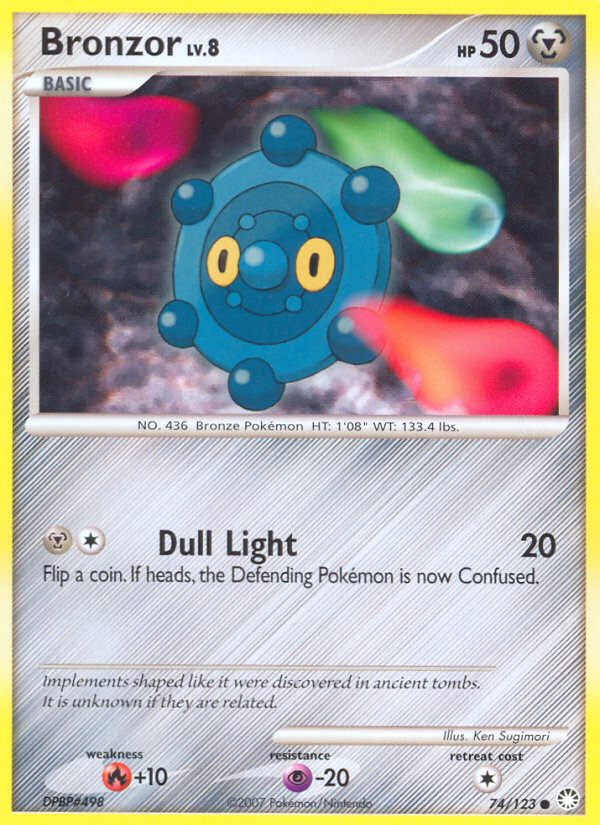 Bronzor LV.8 HP 50
BASIC
NO. 436 Bronze Pokémon HT: 1'08" WT: 133.4 lbs.
Dull Light 20
Flip a coin. If heads, the Defending Pokémon is now Confused.
Implements shaped like it were discovered in ancient tombs.
It is unknown if they are related.
Illus. Ken Sugimori
weakness resistance retreat cost
+10 -20
DPBP#498 ©2007 Pokémon/Nintendo 74/123